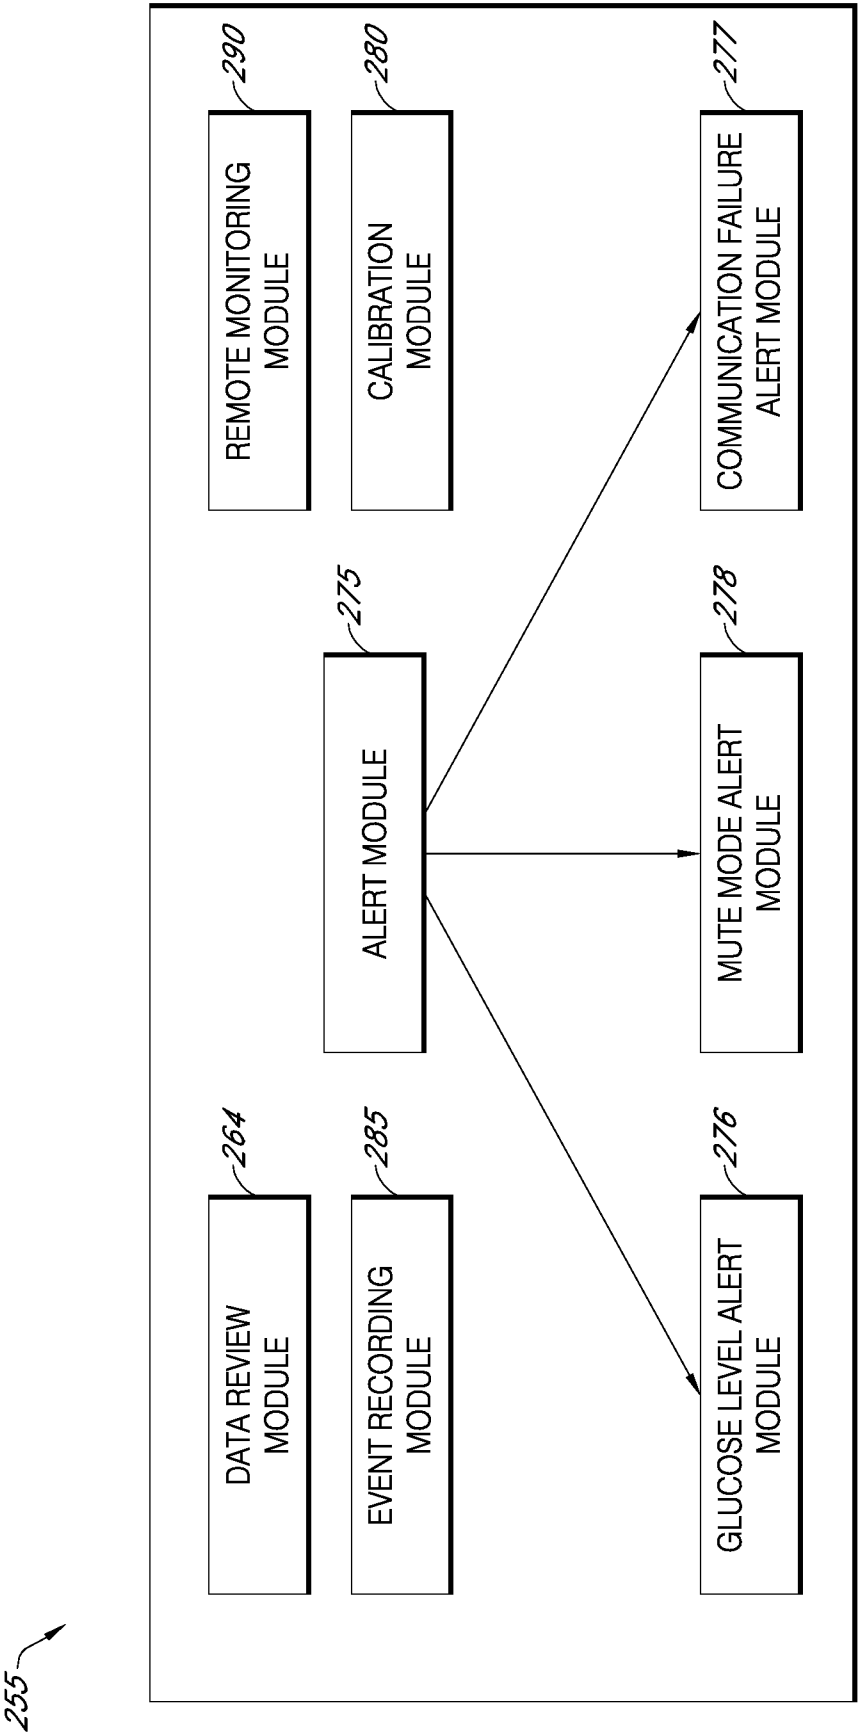 255
264
DATA REVIEW
MODULE
285
EVENT RECORDING
MODULE
275
ALERT MODULE
290
REMOTE MONITORING
MODULE
280
CALIBRATION
MODULE
276
GLUCOSE LEVEL ALERT
MODULE
278
MUTE MODE ALERT
MODULE
277
COMMUNICATION FAILURE
ALERT MODULE